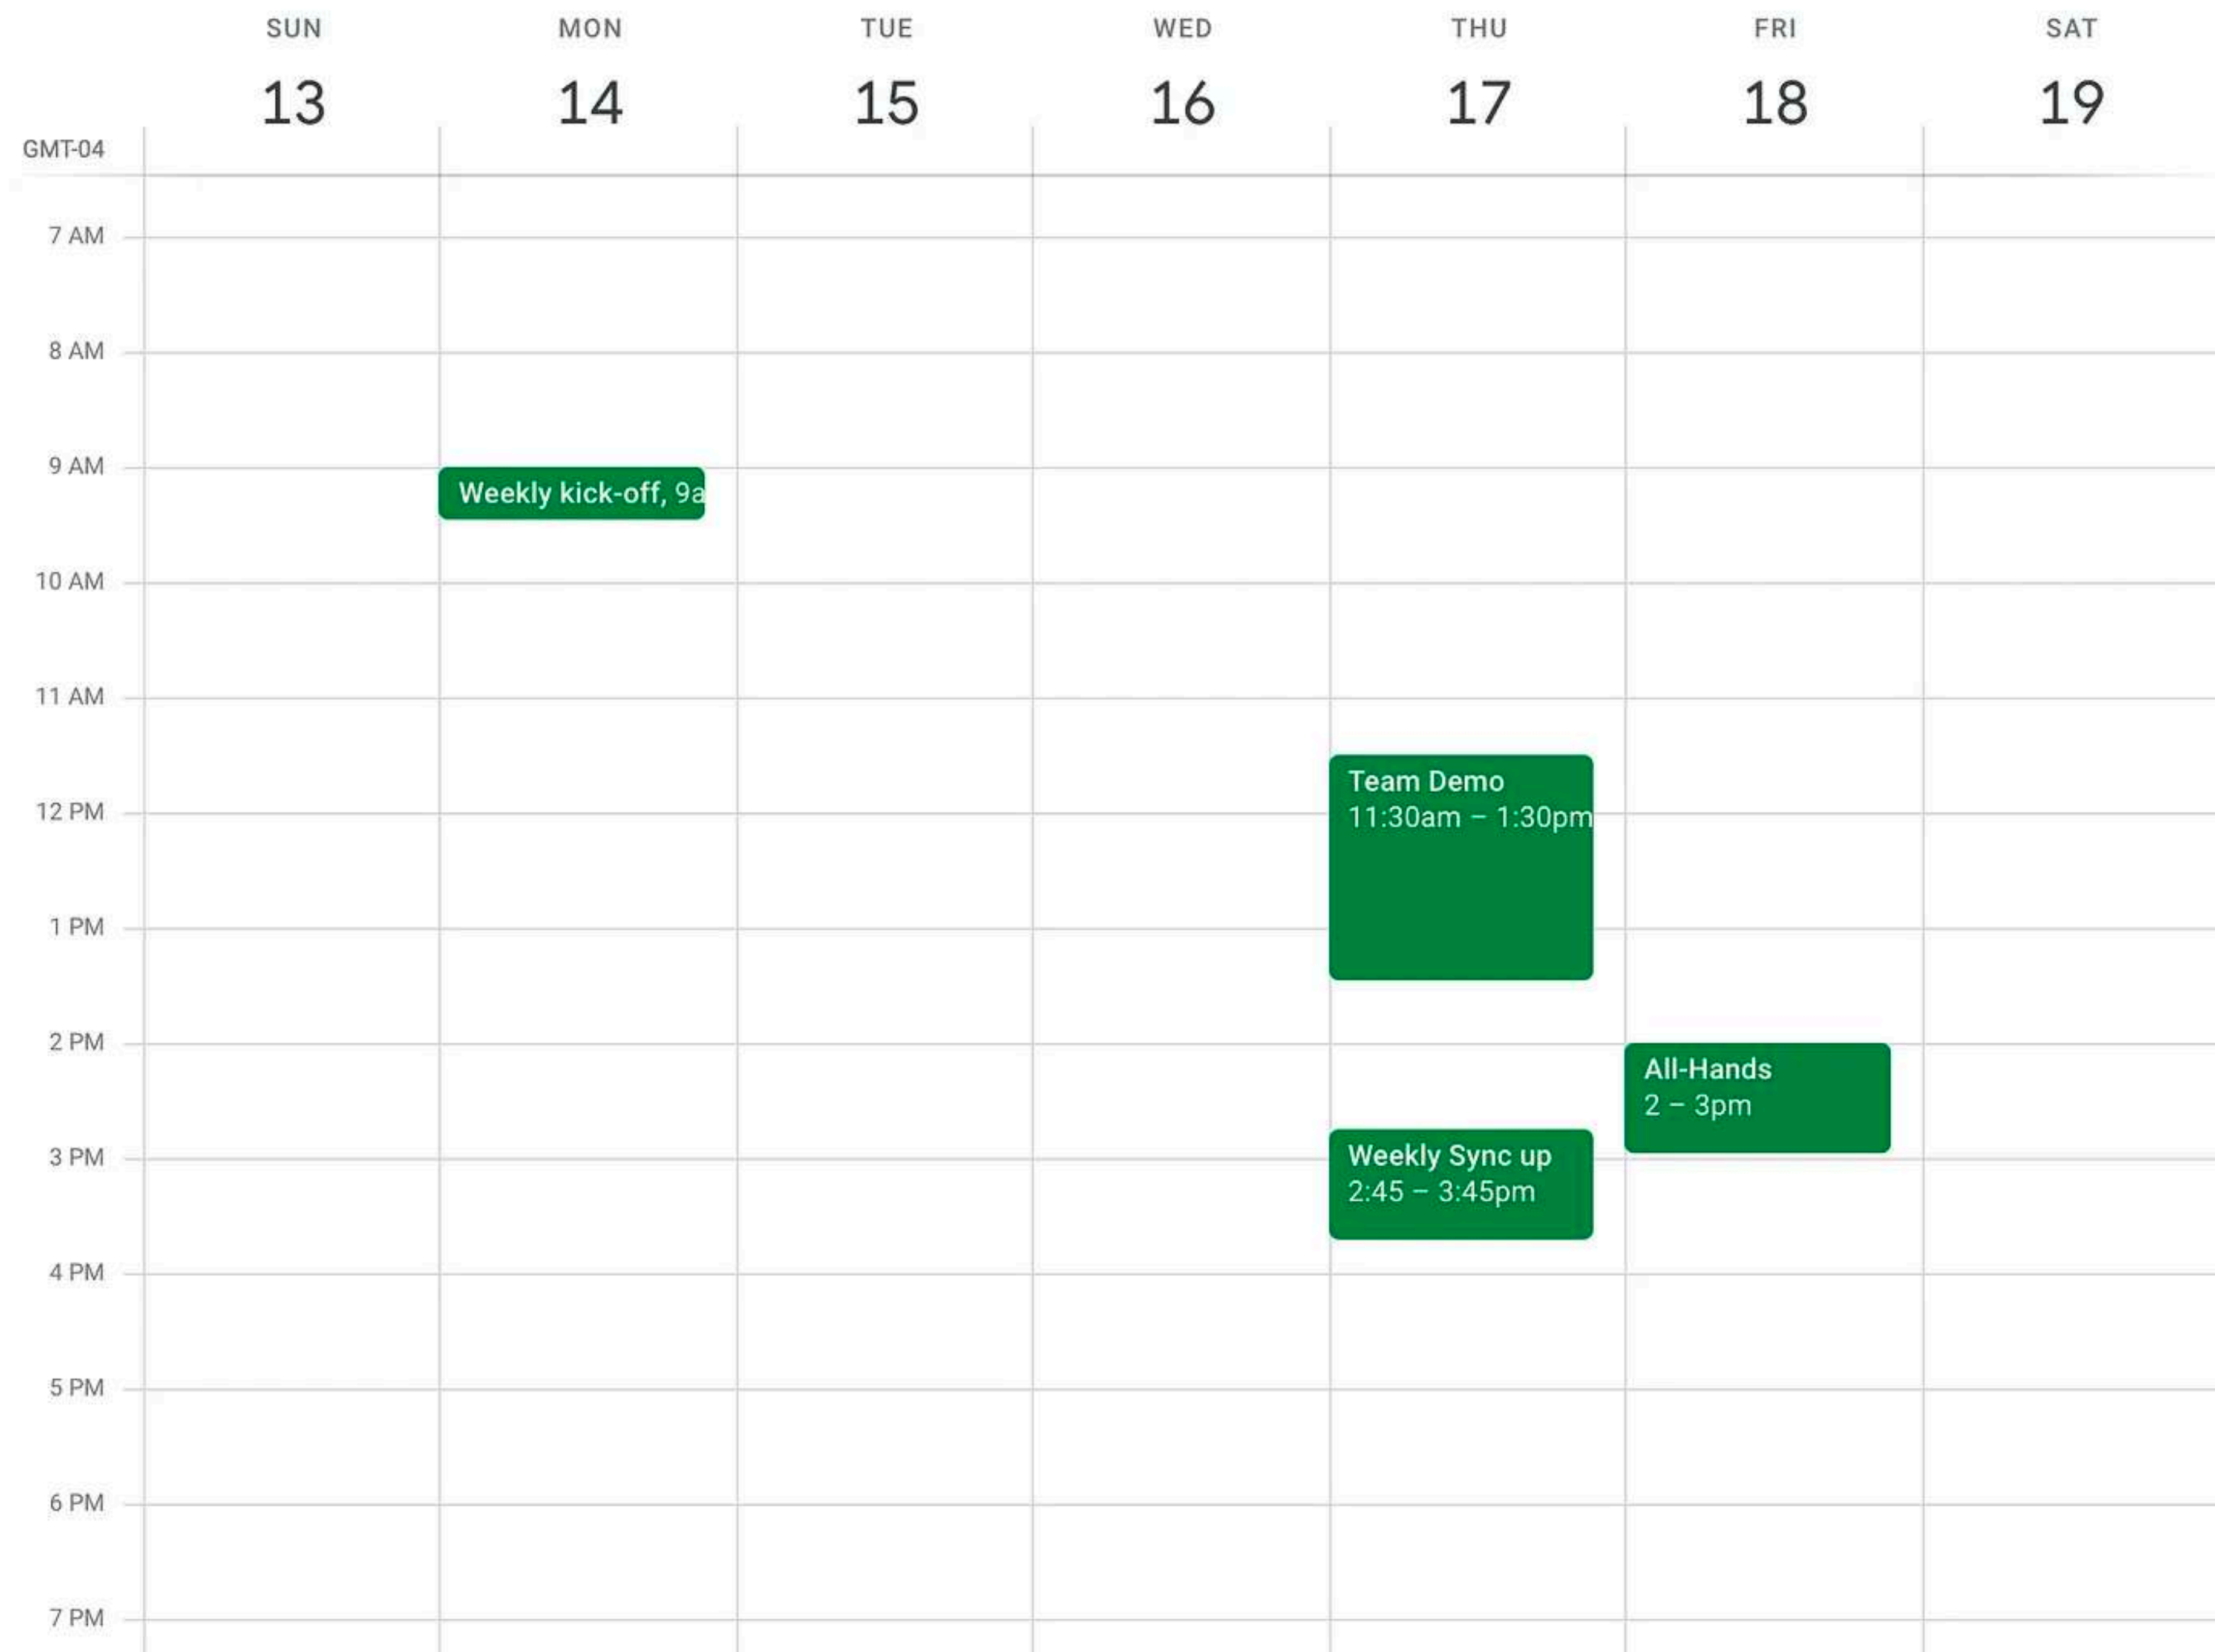 SUN MON TUE WED THU FRI SAT
13 14 15 16 17 18 19
GMT-04
7 AM
8 AM
9 AM
Weekly kick-off, 9a
10 AM
11 AM
Team Demo
12 PM
11:30am – 1:30pm
1 PM
2 PM
All-Hands
2 – 3pm
3 PM
Weekly Sync up
2:45 – 3:45pm
4 PM
5 PM
6 PM
7 PM